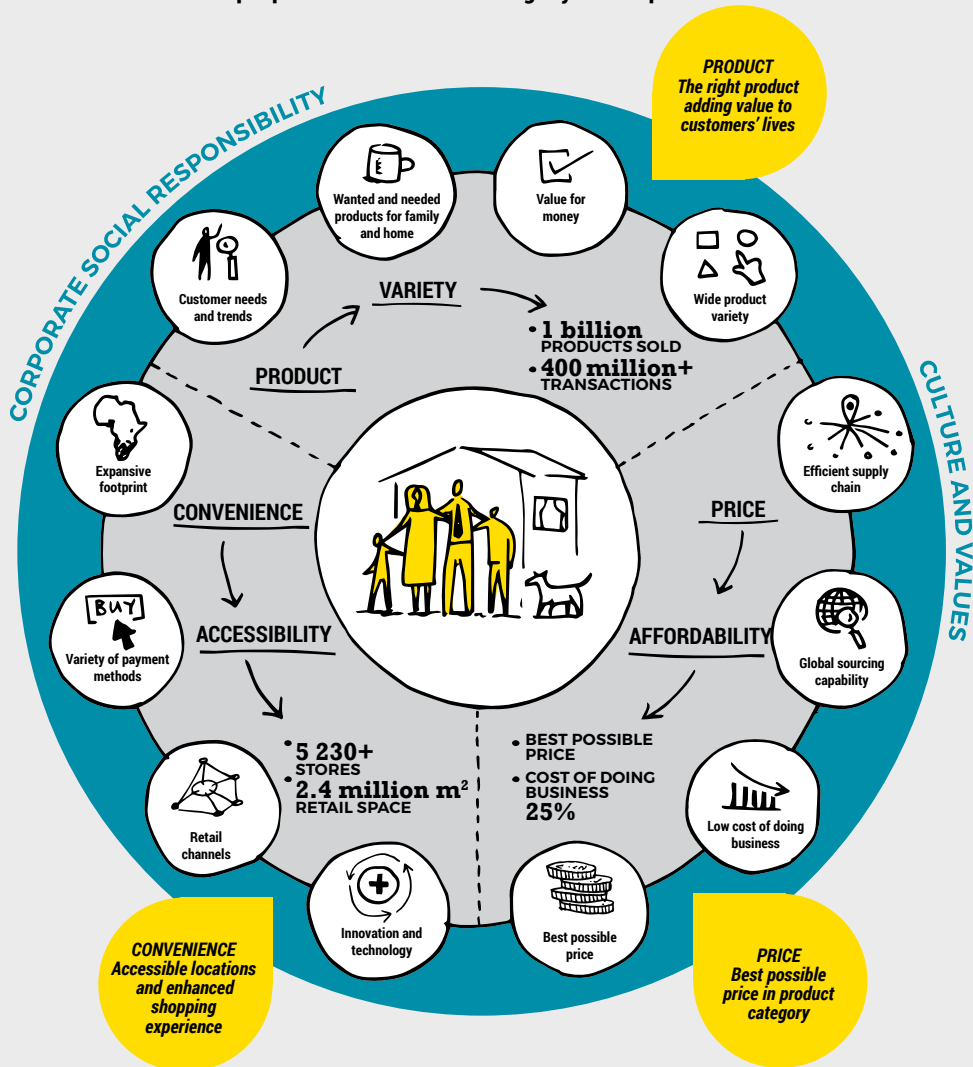 PRODUCT
The right product
adding value to
customers' lives
CORPORATE SOCIAL RESPONSIBILITY
CULTURE AND VALUES
Wanted and needed
products for family
and home
Value for
money
Customer needs
and trends
Wide product
variety
VARIETY
PRODUCT
• 1 billion
PRODUCTS SOLD
• 400 million+
TRANSACTIONS
Expansive
footprint
Efficient supply
chain
CONVENIENCE
PRICE
BUY
Variety of payment
methods
ACCESSIBILITY
AFFORDABILITY
Global sourcing
capability
• 5 230+
STORES
• 2.4 million m²
RETAIL SPACE
• BEST POSSIBLE
PRICE
• COST OF DOING
BUSINESS
25%
Retail
channels
Low cost of doing
business
Innovation and
technology
Best possible
price
CONVENIENCE
Accessible locations
and enhanced
shopping
experience
PRICE
Best possible
price in product
category